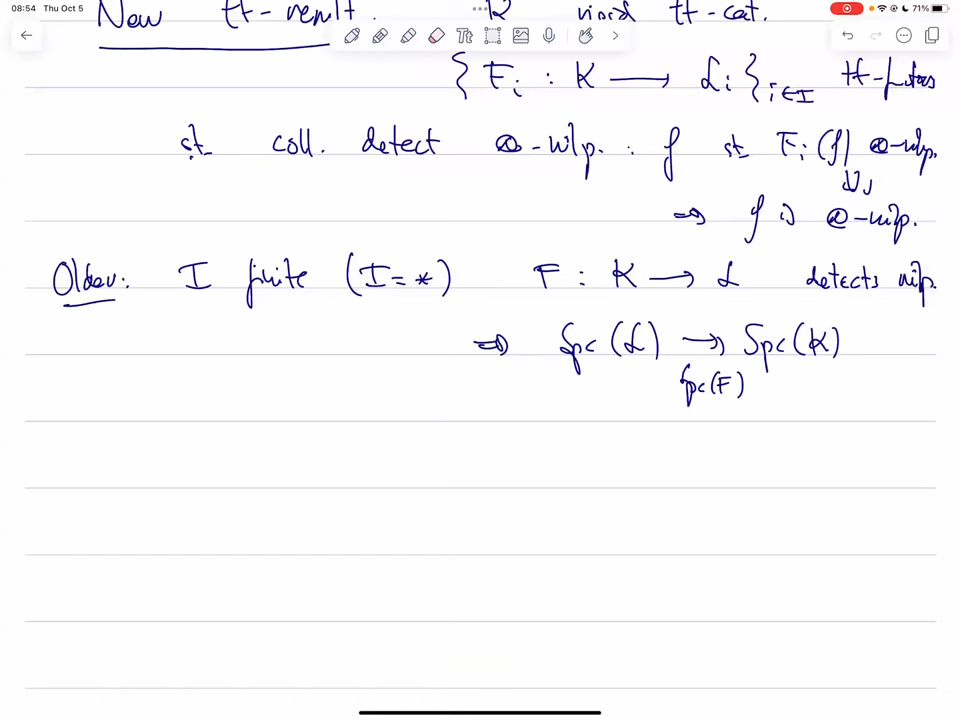 08:54 Thu Oct 5 71%
New tt-result. K rigid tt-cat.
{ F_i : K ⟶ L_i }_{i∈I} tt-functors
st. coll. detect ⊗-nilp. : f st F_i(f) ⊗-nilp.
∀i
⇒ f is ⊗-nilp.
Older: I finite (I=*) F : K ⟶ L detects nilp.
⇒ Spc(L) ⟶ Spc(K)
Spc(F)